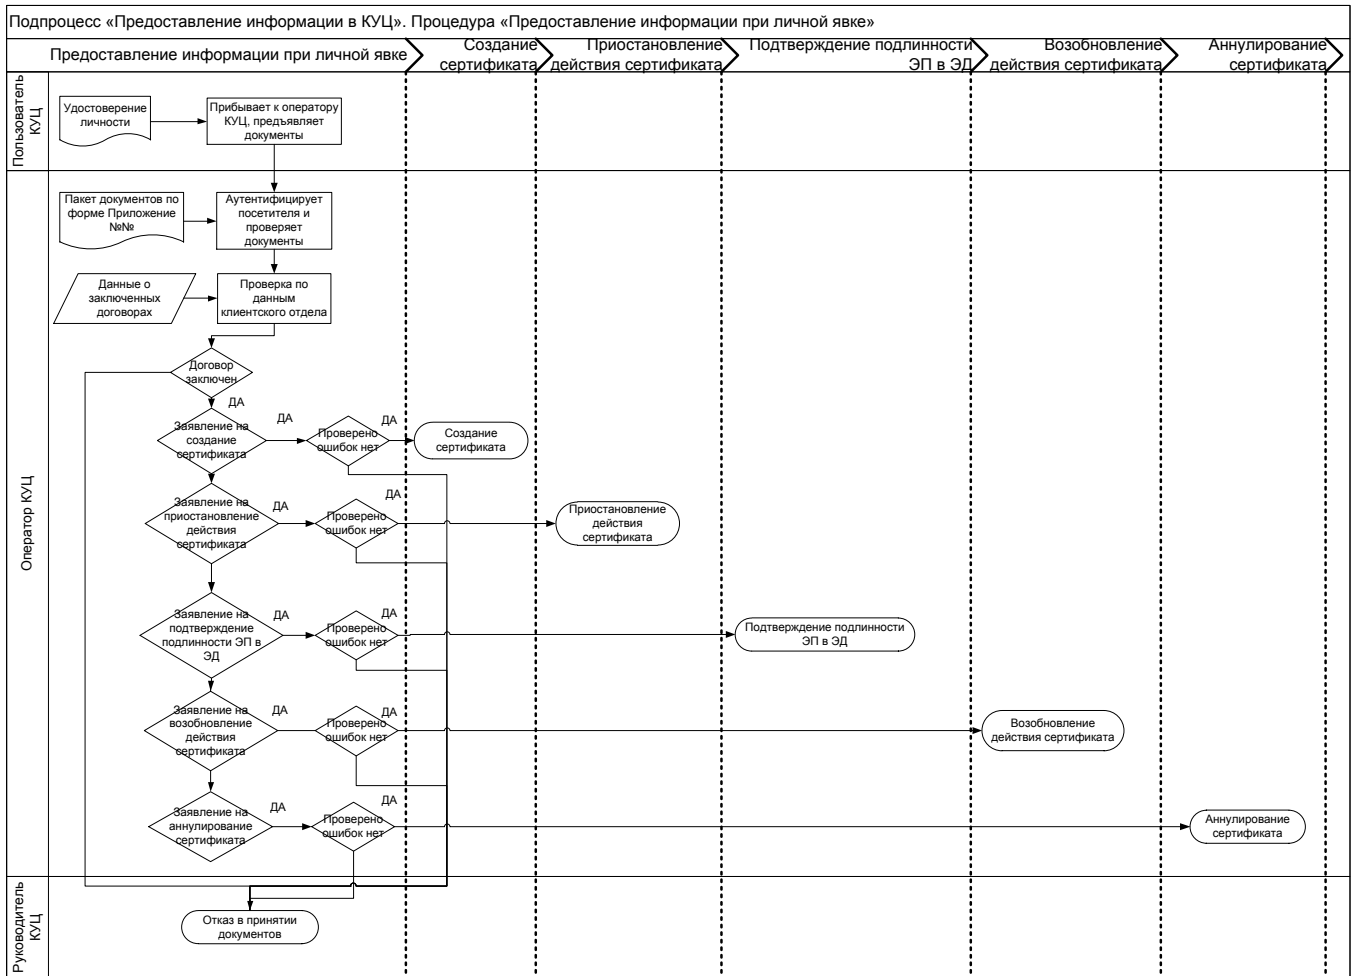 Подпроцесс «Предоставление информации в КУЦ». Процедура «Предоставление информации при личной явке»
Предоставление информации при личной явке
Создание
сертификата
Приостановление
действия сертификата
Подтверждение подлинности
ЭП в ЭД
Возобновление
действия сертификата
Аннулирование
сертификата
Пользователь
КУЦ
Удостоверение
личности
Прибывает к оператору
КУЦ, предъявляет
документы
Оператор КУЦ
Пакет документов по
форме Приложение
№№
Аутентифицирует
посетителя и
проверяет
документы
Данные о
заключенных
договорах
Проверка по
данным
клиентского отдела
Договор
заключен
ДА
Заявление на
создание
сертификата
ДА
Проверено
ошибок нет
ДА
Создание
сертификата
Заявление на
приостановление
действия
сертификата
ДА
Проверено
ошибок нет
ДА
Приостановление
действия
сертификата
Заявление на
подтверждение
подлинности ЭП в
ЭД
ДА
Проверено
ошибок нет
ДА
Подтверждение подлинности
ЭП в ЭД
Заявление на
возобновление
действия
сертификата
ДА
Проверено
ошибок нет
ДА
Возобновление
действия сертификата
Заявление на
аннулирование
сертификата
ДА
Проверено
ошибок нет
ДА
Аннулирование
сертификата
Руководитель
КУЦ
Отказ в принятии
документов